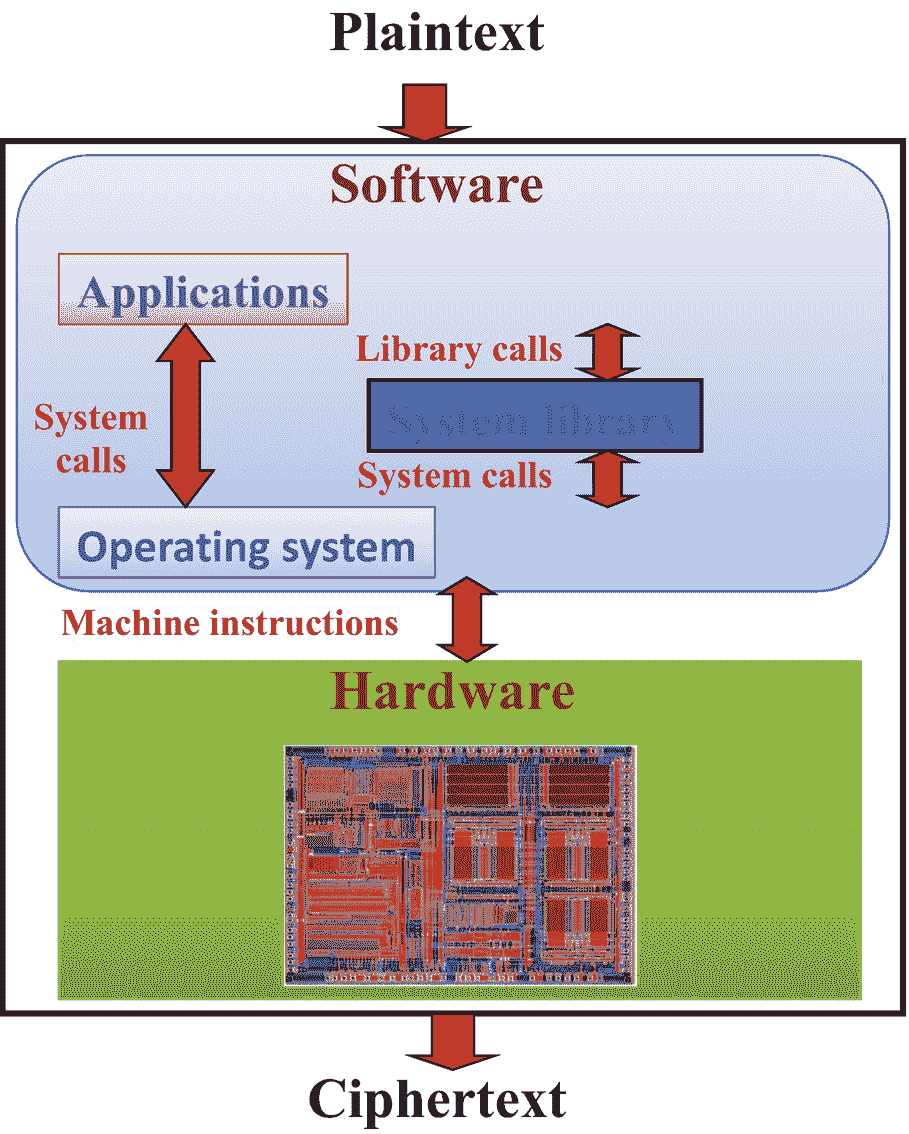 Plaintext
Software
Applications
Library calls
System library
System
calls
System calls
Operating system
Machine instructions
Hardware
Ciphertext